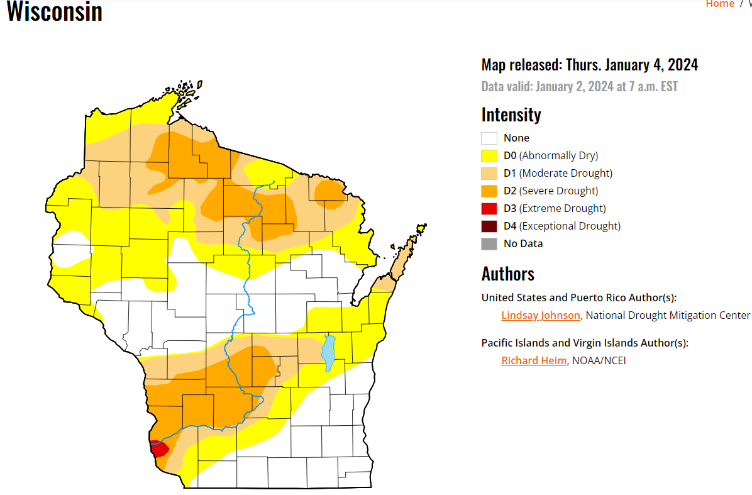 Wisconsin
Home /
Map released: Thurs. January 4, 2024
Data valid: January 2, 2024 at 7 a.m. EST
Intensity
None
D0 (Abnormally Dry)
D1 (Moderate Drought)
D2 (Severe Drought)
D3 (Extreme Drought)
D4 (Exceptional Drought)
No Data
Authors
United States and Puerto Rico Author(s):
Lindsay Johnson, National Drought Mitigation Center
Pacific Islands and Virgin Islands Author(s):
Richard Heim, NOAA/NCEI